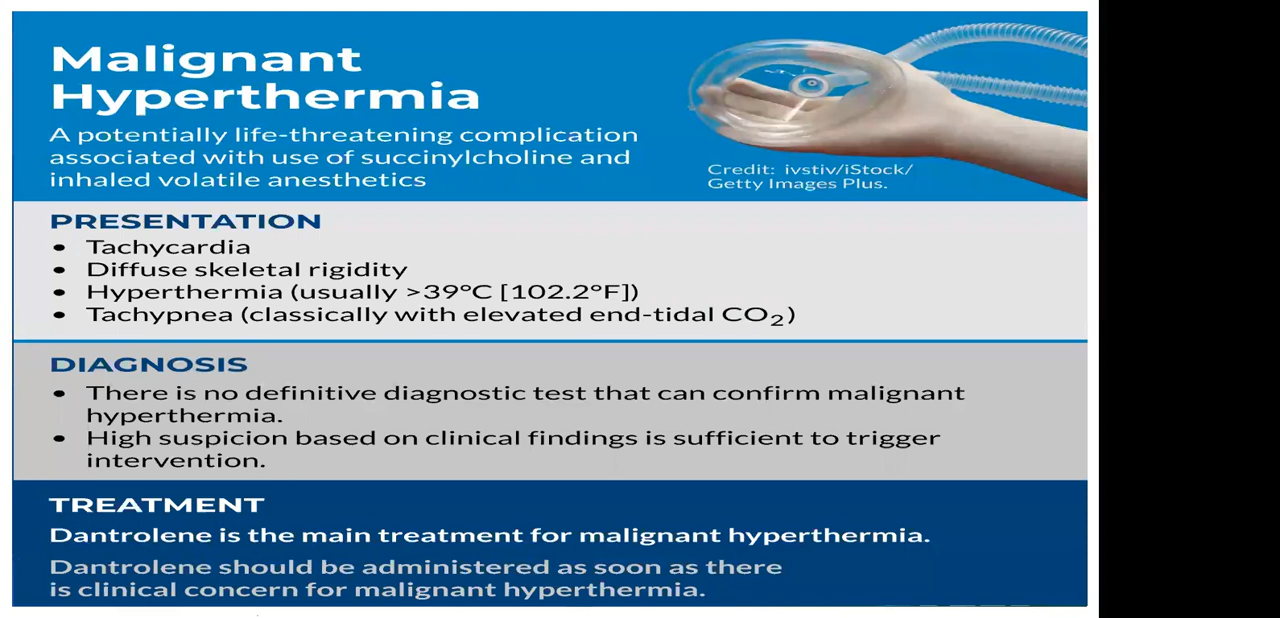 Malignant
Hyperthermia
A potentially life-threatening complication
associated with use of succinylcholine and
inhaled volatile anesthetics
Credit: ivstiv/iStock/
Getty Images Plus.
PRESENTATION
• Tachycardia
• Diffuse skeletal rigidity
• Hyperthermia (usually >39°C [102.2°F])
• Tachypnea (classically with elevated end-tidal CO₂)
DIAGNOSIS
• There is no definitive diagnostic test that can confirm malignant
hyperthermia.
• High suspicion based on clinical findings is sufficient to trigger
intervention.
TREATMENT
Dantrolene is the main treatment for malignant hyperthermia.
Dantrolene should be administered as soon as there
is clinical concern for malignant hyperthermia.